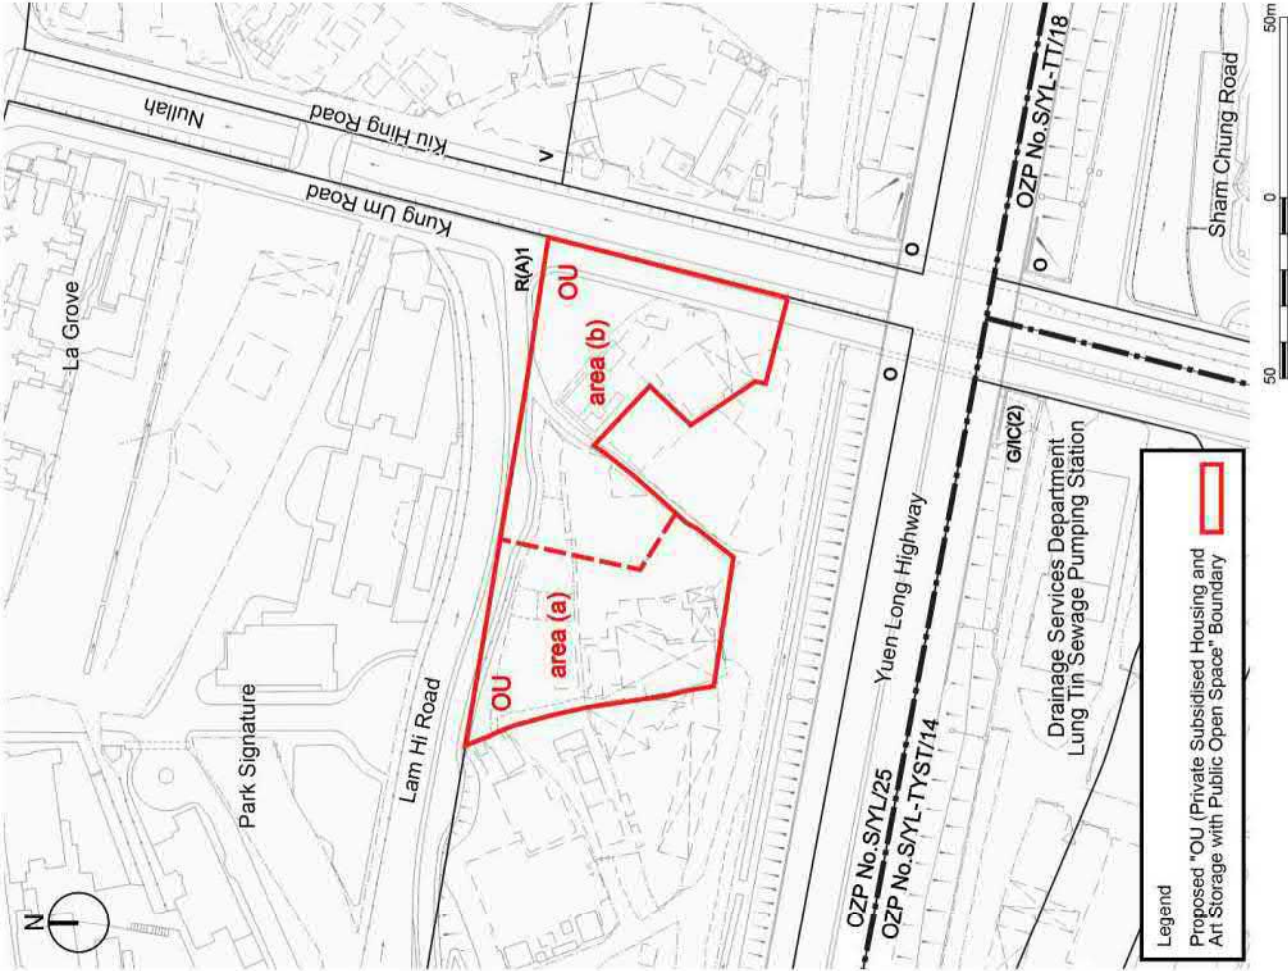 N
La Grove
Park Signature
Lam Hi Road
Kung Um Road
Nullah
Kiu Hing Road
V
R(A)1
OU
area (b)
OU
area (a)
O
O
O
Yuen Long Highway
OZP No.S/YL/25
OZP No.S/YL-TYST/14
OZP No.S/YL-TT/18
G/IC(2)
Drainage Services Department
Lung Tin Sewage Pumping Station
Sham Chung Road
Legend
Proposed "OU (Private Subsidised Housing and
Art Storage with Public Open Space" Boundary
50 0 50m